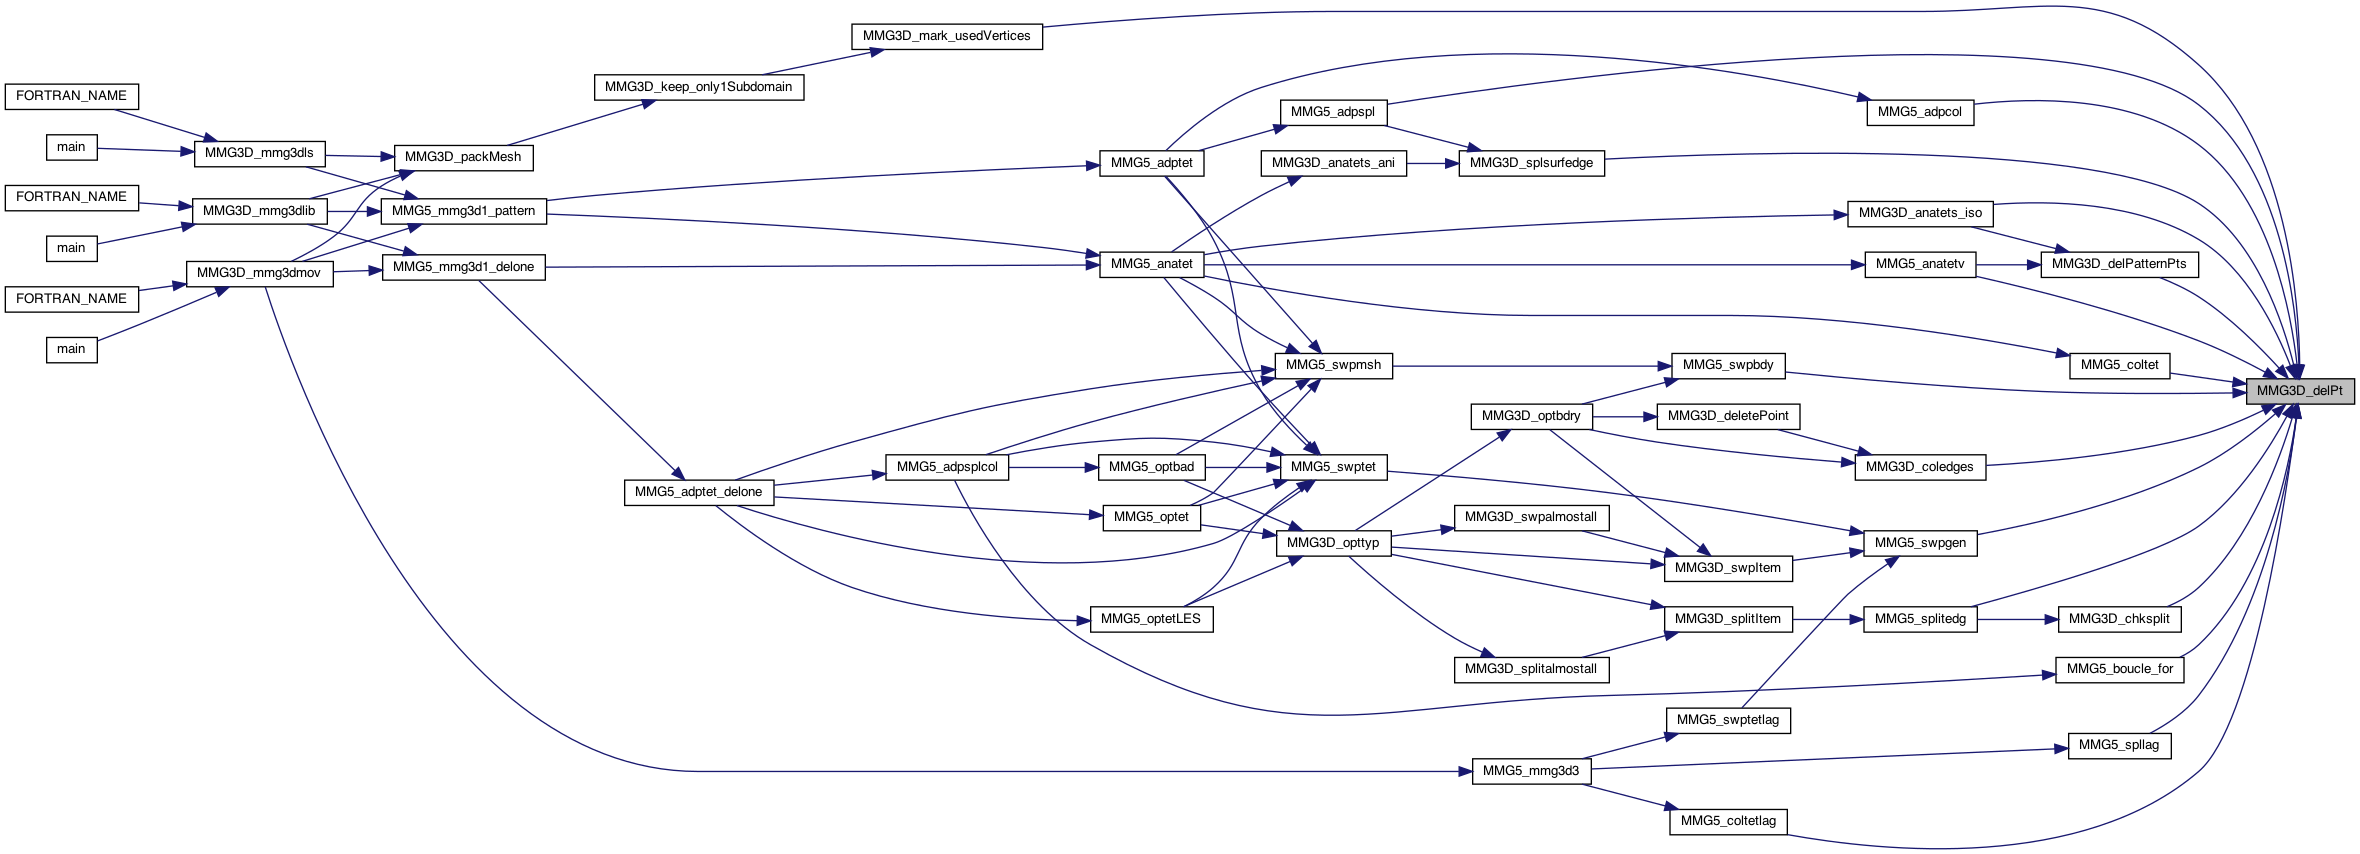 MMG3D_mark_usedVertices
MMG3D_keep_only1Subdomain
FORTRAN_NAME
MMG5_adpspl
MMG5_adpcol
main
MMG3D_mmg3dls
MMG3D_packMesh
MMG5_adptet
MMG3D_anatets_ani
MMG3D_splsurfedge
FORTRAN_NAME
MMG3D_mmg3dlib
MMG5_mmg3d1_pattern
MMG3D_anatets_iso
main
MMG3D_mmg3dmov
MMG5_mmg3d1_delone
MMG5_anatet
MMG5_anatetv
MMG3D_delPatternPts
FORTRAN_NAME
main
MMG5_swpmsh
MMG5_swpbdy
MMG5_coltet
MMG3D_delPt
MMG3D_optbdry
MMG3D_deletePoint
MMG5_adpsplcol
MMG5_optbad
MMG5_swptet
MMG3D_coledges
MMG5_adptet_delone
MMG5_optet
MMG3D_swpalmostall
MMG3D_opttyp
MMG5_swpgen
MMG3D_swpItem
MMG5_optetLES
MMG3D_splitItem
MMG5_splitedg
MMG3D_chksplit
MMG3D_splitalmostall
MMG5_boucle_for
MMG5_swptetlag
MMG5_spllag
MMG5_mmg3d3
MMG5_coltetlag